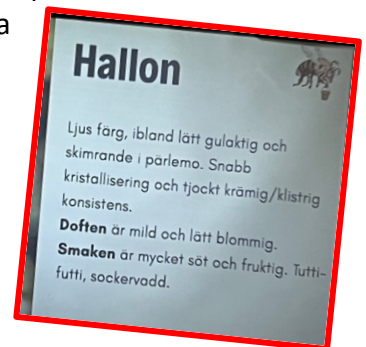 a
Hallon
Ljus färg, ibland lätt gulaktig och
skimrande i pärlemo. Snabb
kristallisering och tjockt krämig/klistrig
konsistens.
Doften är mild och lätt blommig.
Smaken är mycket söt och fruktig. Tutti-
futti, sockervadd.